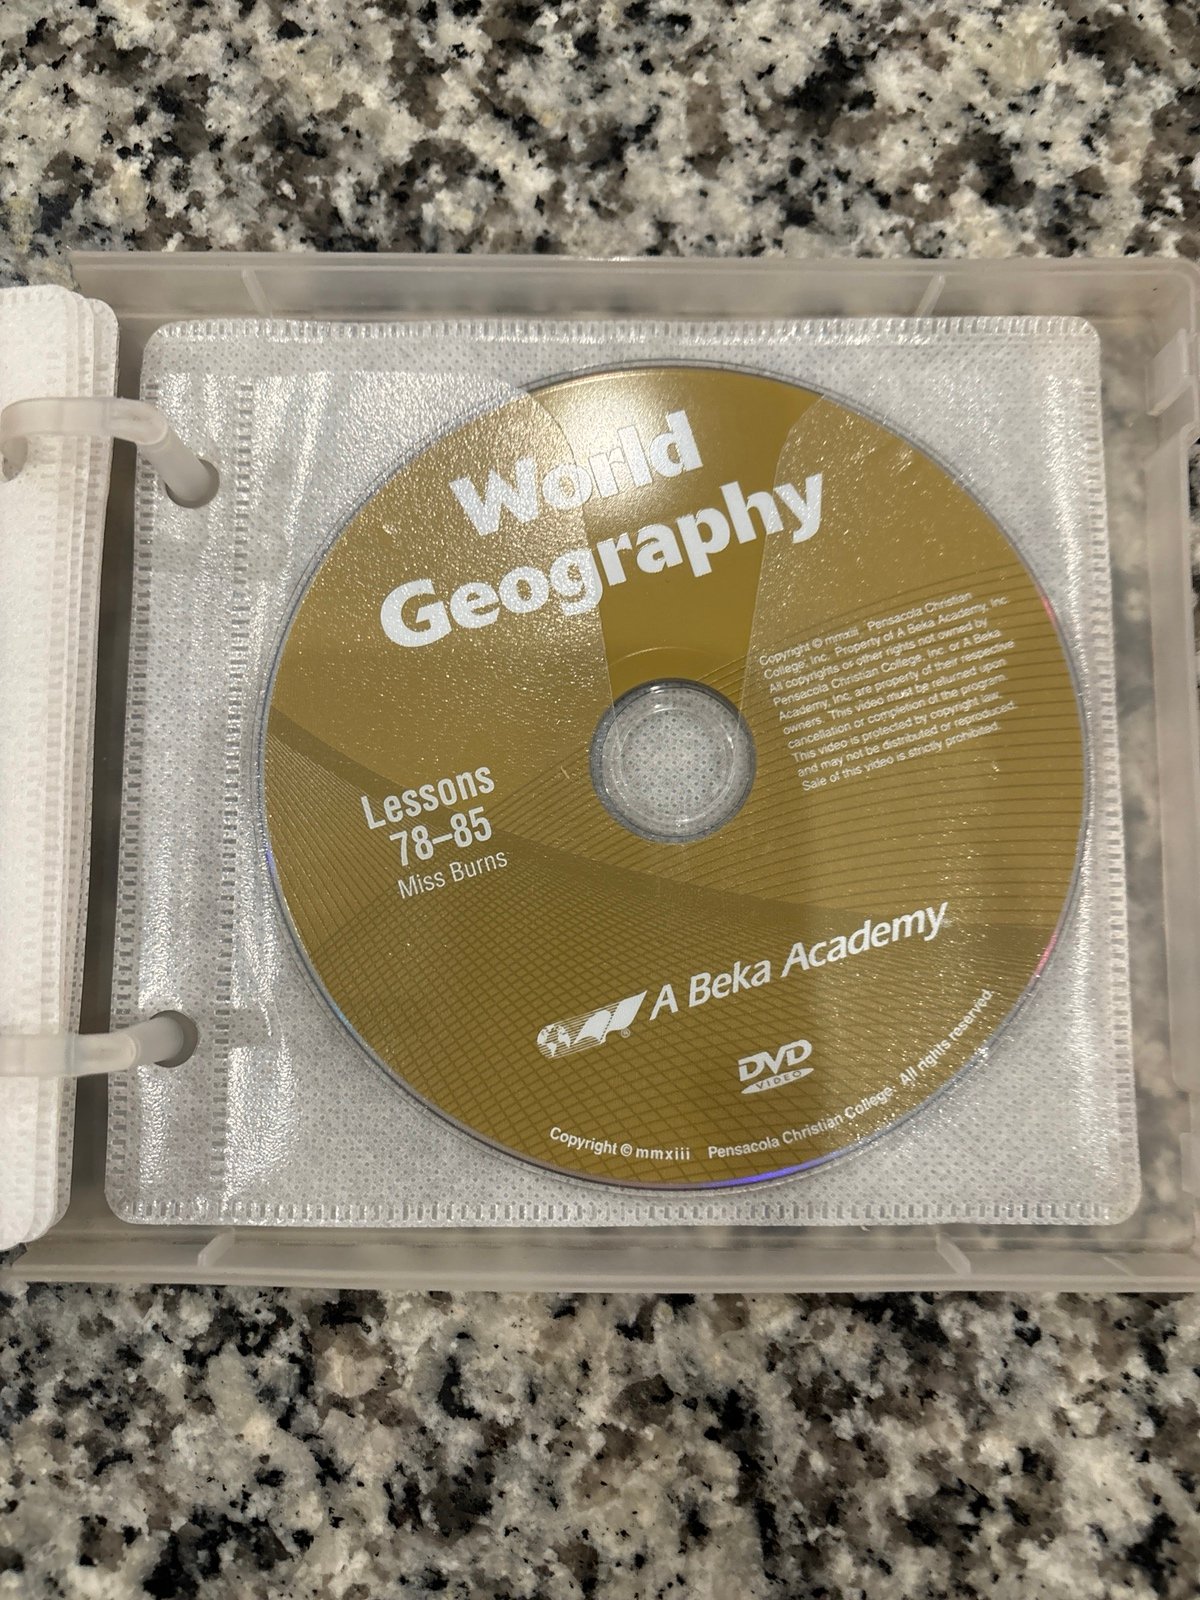 World
Geography
Copyright © mmxiii Pensacola Christian
College, Inc. Property of A Beka Academy, Inc.
All copyrights or other rights not owned by
Pensacola Christian College, Inc. or A Beka
Academy, Inc. are property of their respective
owners. This video must be returned upon
cancellation or completion of the program.
This video is protected by copyright law,
and may not be distributed or reproduced.
Sale of this video is strictly prohibited.
Lessons
78–85
Miss Burns
A Beka Academy
®
DVD
VIDEO
Copyright © mmxiii Pensacola Christian College. All rights reserved.